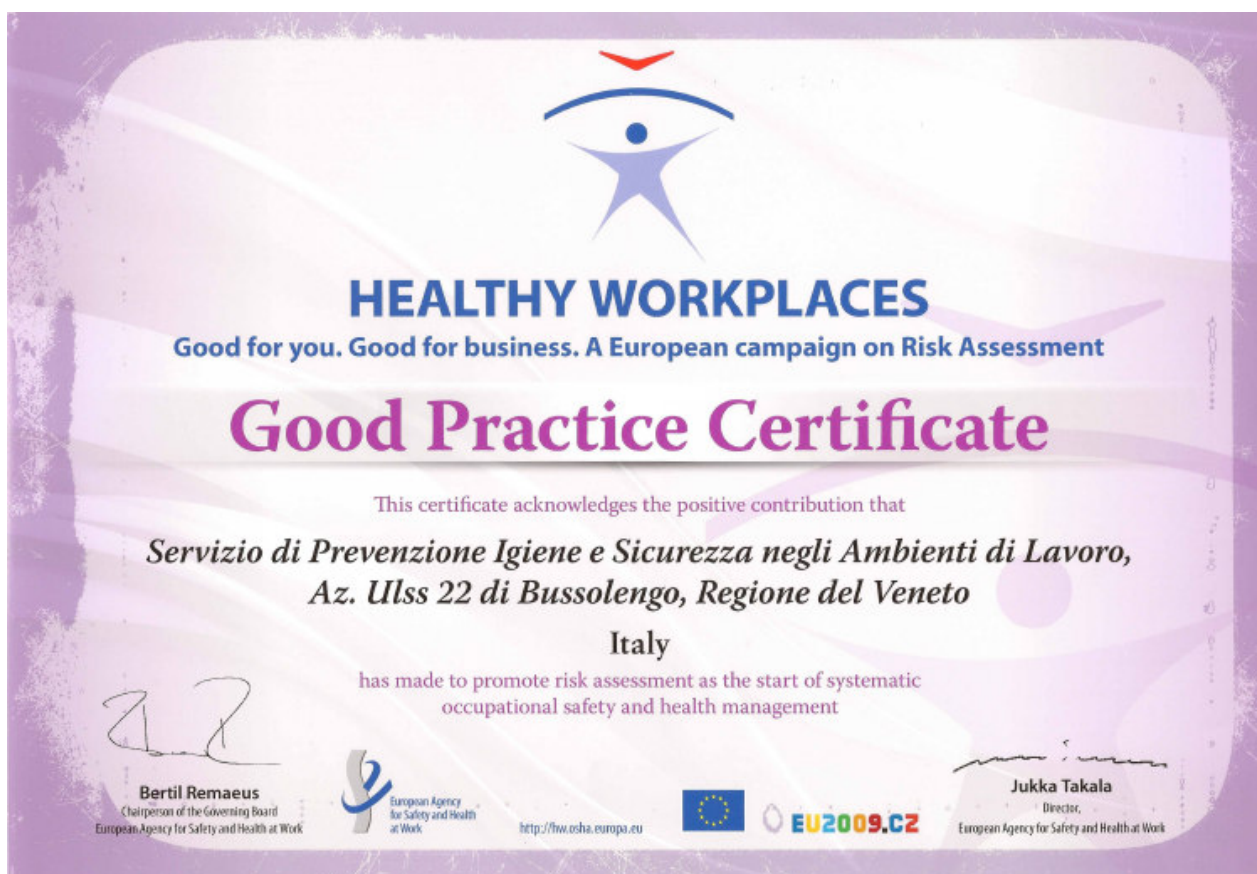 HEALTHY WORKPLACES
Good for you. Good for business. A European campaign on Risk Assessment
Good Practice Certificate
This certificate acknowledges the positive contribution that
Servizio di Prevenzione Igiene e Sicurezza negli Ambienti di Lavoro,
Az. Ulss 22 di Bussolengo, Regione del Veneto
Italy
has made to promote risk assessment as the start of systematic
occupational safety and health management
Bertil Remaeus
Chairperson of the Governing Board
European Agency for Safety and Health at Work
European Agency
for Safety and Health
at Work
http://hw.osha.europa.eu
EU2009.CZ
Jukka Takala
Director,
European Agency for Safety and Health at Work